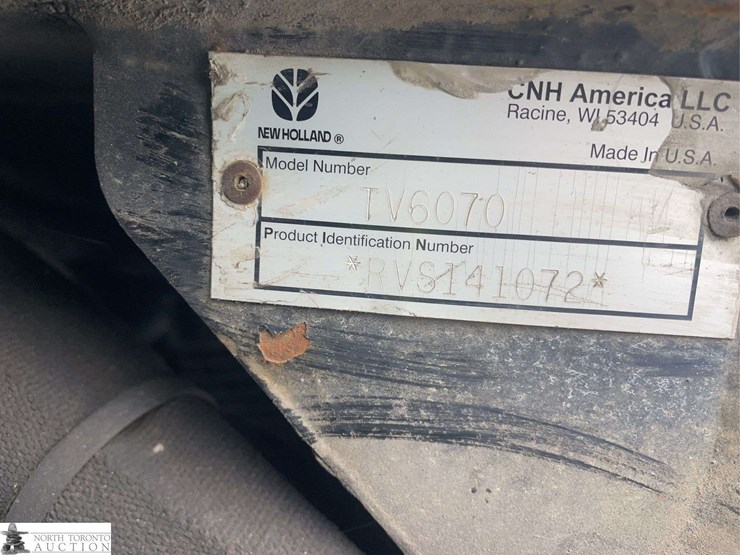 CNH America LLC
Racine, WI 53404 U.S.A.
NEW HOLLAND ®
Made In U.S.A.
Model Number
TV6070
Product Identification Number
*RVS141072*
NORTH TORONTO
AUCTION